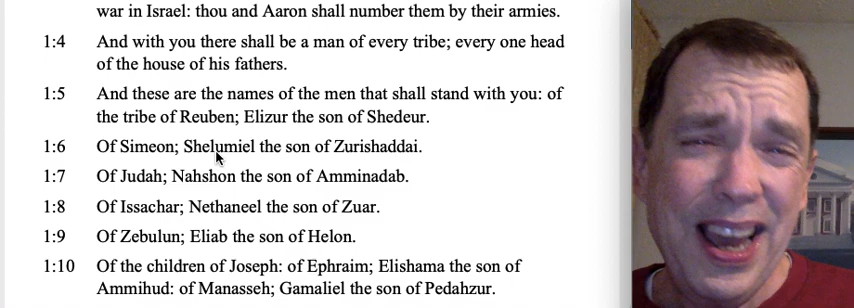 war in Israel: thou and Aaron shall number them by their armies.
1:4 And with you there shall be a man of every tribe; every one head
of the house of his fathers.
1:5 And these are the names of the men that shall stand with you: of
the tribe of Reuben; Elizur the son of Shedeur.
1:6 Of Simeon; Shelumiel the son of Zurishaddai.
1:7 Of Judah; Nahshon the son of Amminadab.
1:8 Of Issachar; Nethaneel the son of Zuar.
1:9 Of Zebulun; Eliab the son of Helon.
1:10 Of the children of Joseph: of Ephraim; Elishama the son of
Ammihud: of Manasseh; Gamaliel the son of Pedahzur.